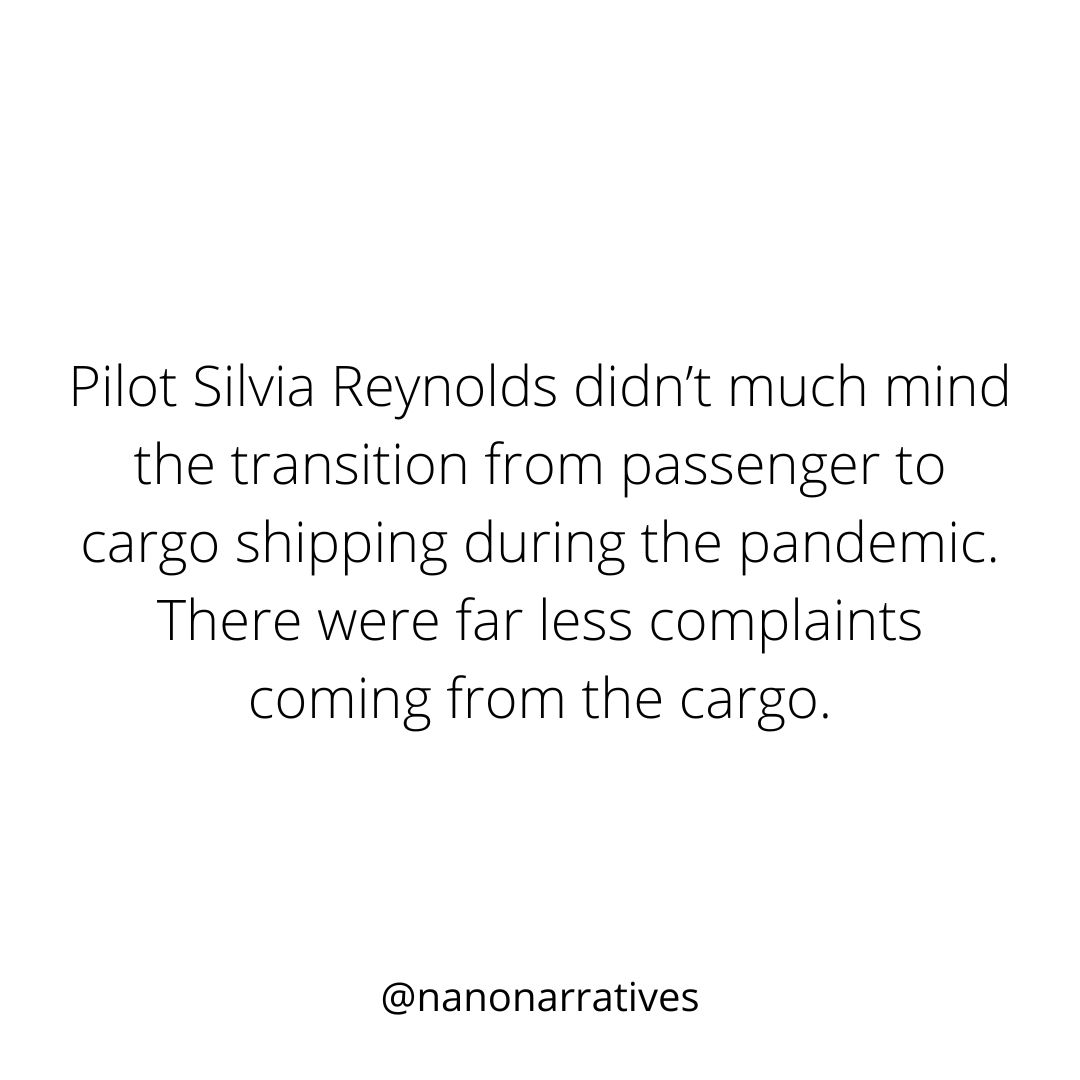 Pilot Silvia Reynolds didn’t much mind
the transition from passenger to
cargo shipping during the pandemic.
There were far less complaints
coming from the cargo.
@nanonarratives